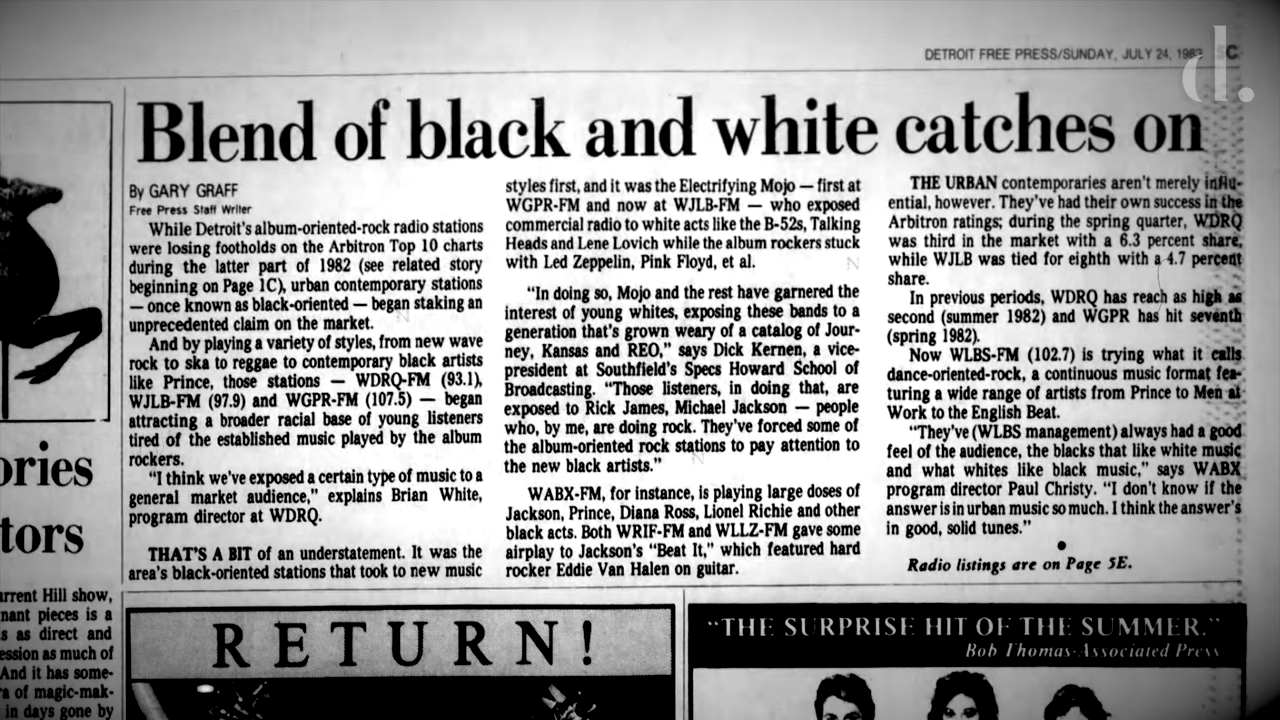 DETROIT FREE PRESS/SUNDAY, JULY 24, 1983 5C
d.
Blend of black and white catches on
By GARY GRAFF
Free Press Staff Writer
While Detroit's album-oriented-rock radio stations
were losing footholds on the Arbitron Top 10 charts
during the latter part of 1982 (see related story
beginning on Page 1C), urban contemporary stations
— once known as black-oriented — began staking an
unprecedented claim on the market.
And by playing a variety of styles, from new wave
rock to ska to reggae to contemporary black artists
like Prince, those stations — WDRQ-FM (93.1),
WJLB-FM (97.9) and WGPR-FM (107.5) — began
attracting a broader racial base of young listeners
tired of the established music played by the album
rockers.
"I think we've exposed a certain type of music to a
general market audience," explains Brian White,
program director at WDRQ.
THAT'S A BIT of an understatement. It was the
area's black-oriented stations that took to new music
styles first, and it was the Electrifying Mojo — first at
WGPR-FM and now at WJLB-FM — who exposed
commercial radio to white acts like the B-52s, Talking
Heads and Lene Lovich while the album rockers stuck
with Led Zeppelin, Pink Floyd, et al.
"In doing so, Mojo and the rest have garnered the
interest of young whites, exposing these bands to a
generation that's grown weary of a catalog of Jour-
ney, Kansas and REO," says Dick Kernen, a vice-
president at Southfield's Specs Howard School of
Broadcasting. "Those listeners, in doing that, are
exposed to Rick James, Michael Jackson — people
who, by me, are doing rock. They've forced some of
the album-oriented rock stations to pay attention to
the new black artists."
WABX-FM, for instance, is playing large doses of
Jackson, Prince, Diana Ross, Lionel Richie and other
black acts. Both WRIF-FM and WLLZ-FM gave some
airplay to Jackson's "Beat It," which featured hard
rocker Eddie Van Halen on guitar.
THE URBAN contemporaries aren't merely influ-
ential, however. They've had their own success in the
Arbitron ratings; during the spring quarter, WDRQ
was third in the market with a 6.3 percent share,
while WJLB was tied for eighth with a 4.7 percent
share.
In previous periods, WDRQ has reach as high as
second (summer 1982) and WGPR has hit seventh
(spring 1982).
Now WLBS-FM (102.7) is trying what it calls
dance-oriented-rock, a continuous music format fea-
turing a wide range of artists from Prince to Men at
Work to the English Beat.
"They've (WLBS management) always had a good
feel of the audience, the blacks that like white music
and what whites like black music," says WABX
program director Paul Christy. "I don't know if the
answer is in urban music so much. I think the answer's
in good, solid tunes."
Radio listings are on Page 5E.
ories
tors
urrent Hill show,
nant pieces is a
s as direct and
ession as much of
And it has some-
a of magic-mak-
in days gone by
RETURN!
"THE SURPRISE HIT OF THE SUMMER."
Bob Thomas-Associated Press